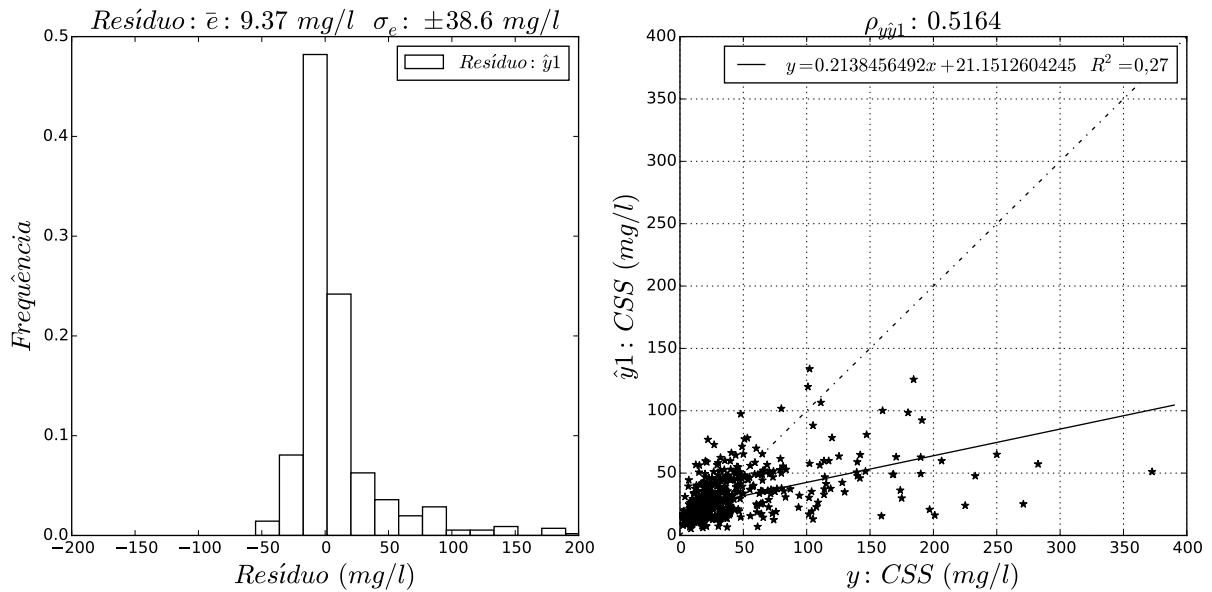 Resíduo: ē: 9.37 mg/l σₑ: ±38.6 mg/l
Resíduo: ŷ1
0.5
0.4
0.3
0.2
0.1
0.0
Frequência
−200 −150 −100 −50 0 50 100 150 200
Resíduo (mg/l)
ρyŷ1: 0.5164
y=0.2138456492x+21.1512604245 R²=0,27
400
350
300
250
200
150
100
50
0
ŷ1: CSS (mg/l)
0 50 100 150 200 250 300 350 400
y: CSS (mg/l)